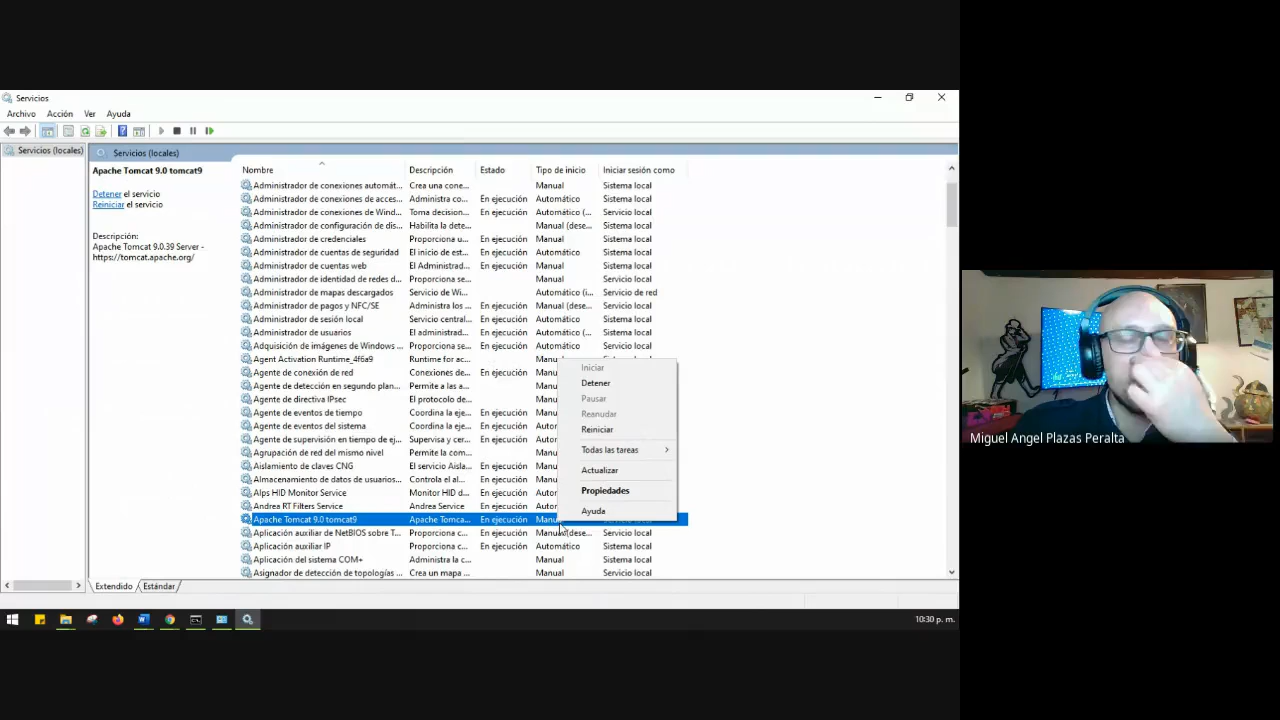 Servicios
Archivo Acción Ver Ayuda
Servicios (locales)
Servicios (locales)
Apache Tomcat 9.0 tomcat9
Detener el servicio
Reiniciar el servicio
Descripción:
Apache Tomcat 9.0.39 Server -
https://tomcat.apache.org/
Nombre Descripción Estado Tipo de inicio Iniciar sesión como
Administrador de conexiones automát... Crea una cone... Manual Sistema local
Administrador de conexiones de acces... Administra co... En ejecución Automático Sistema local
Administrador de conexiones de Wind... Toma decision... En ejecución Automático (... Servicio local
Administrador de configuración de dis... Habilita la dete... Manual (dese... Sistema local
Administrador de credenciales Proporciona u... En ejecución Manual Sistema local
Administrador de cuentas de seguridad El inicio de est... En ejecución Automático Sistema local
Administrador de cuentas web El Administrad... En ejecución Manual Sistema local
Administrador de identidad de redes d... Proporciona se... Manual Servicio local
Administrador de mapas descargados Servicio de Wi... Automático (i... Servicio de red
Administrador de pagos y NFC/SE Administra los ... En ejecución Manual (dese... Servicio local
Administrador de sesión local Servicio central... En ejecución Automático Sistema local
Administrador de usuarios El administrad... En ejecución Automático Sistema local
Adquisición de imágenes de Windows ... Proporciona se... En ejecución Automático Servicio local
Agent Activation Runtime_4f6a9 Runtime for ac... Manual
Agente de conexión de red Proporciona se... En ejecución Manu
Agente de detección en segundo plan... Permite a las a... Manu
Agente de directiva IPsec El protocolo de... Manu
Agente de eventos de tiempo Coordina la eje... En ejecución Manu
Agente de eventos del sistema Coordina la eje... En ejecución Auto
Agente de supervisión en tiempo de ej... Supervisa y cer... En ejecución Auto
Agrupación de red del mismo nivel Permite la com... Manu
Aislamiento de claves CNG El servicio Aisla... En ejecución Manu
Almacenamiento de datos de usuarios... Controla el al... En ejecución Manu
Alps HID Monitor Service Monitor HID d... En ejecución Autor
Andrea RT Filters Service Andrea Service En ejecución Autor
Apache Tomcat 9.0 tomcat9 Apache Tomca... En ejecución Manu
Aplicación auxiliar de NetBIOS sobre T... Proporciona c... En ejecución Manual (dese... Servicio local
Aplicación auxiliar IP Proporciona c... En ejecución Automático Sistema local
Aplicación del sistema COM+ Administra la c... Manual Sistema local
Asignador de detección de topologías ... Crea un mapa ... Manual Servicio local
Iniciar
Detener
Pausar
Reanudar
Reiniciar
Todas las tareas
Actualizar
Propiedades
Ayuda
Extendido Estándar
10:30 p. m.
Miguel Angel Plazas Peralta